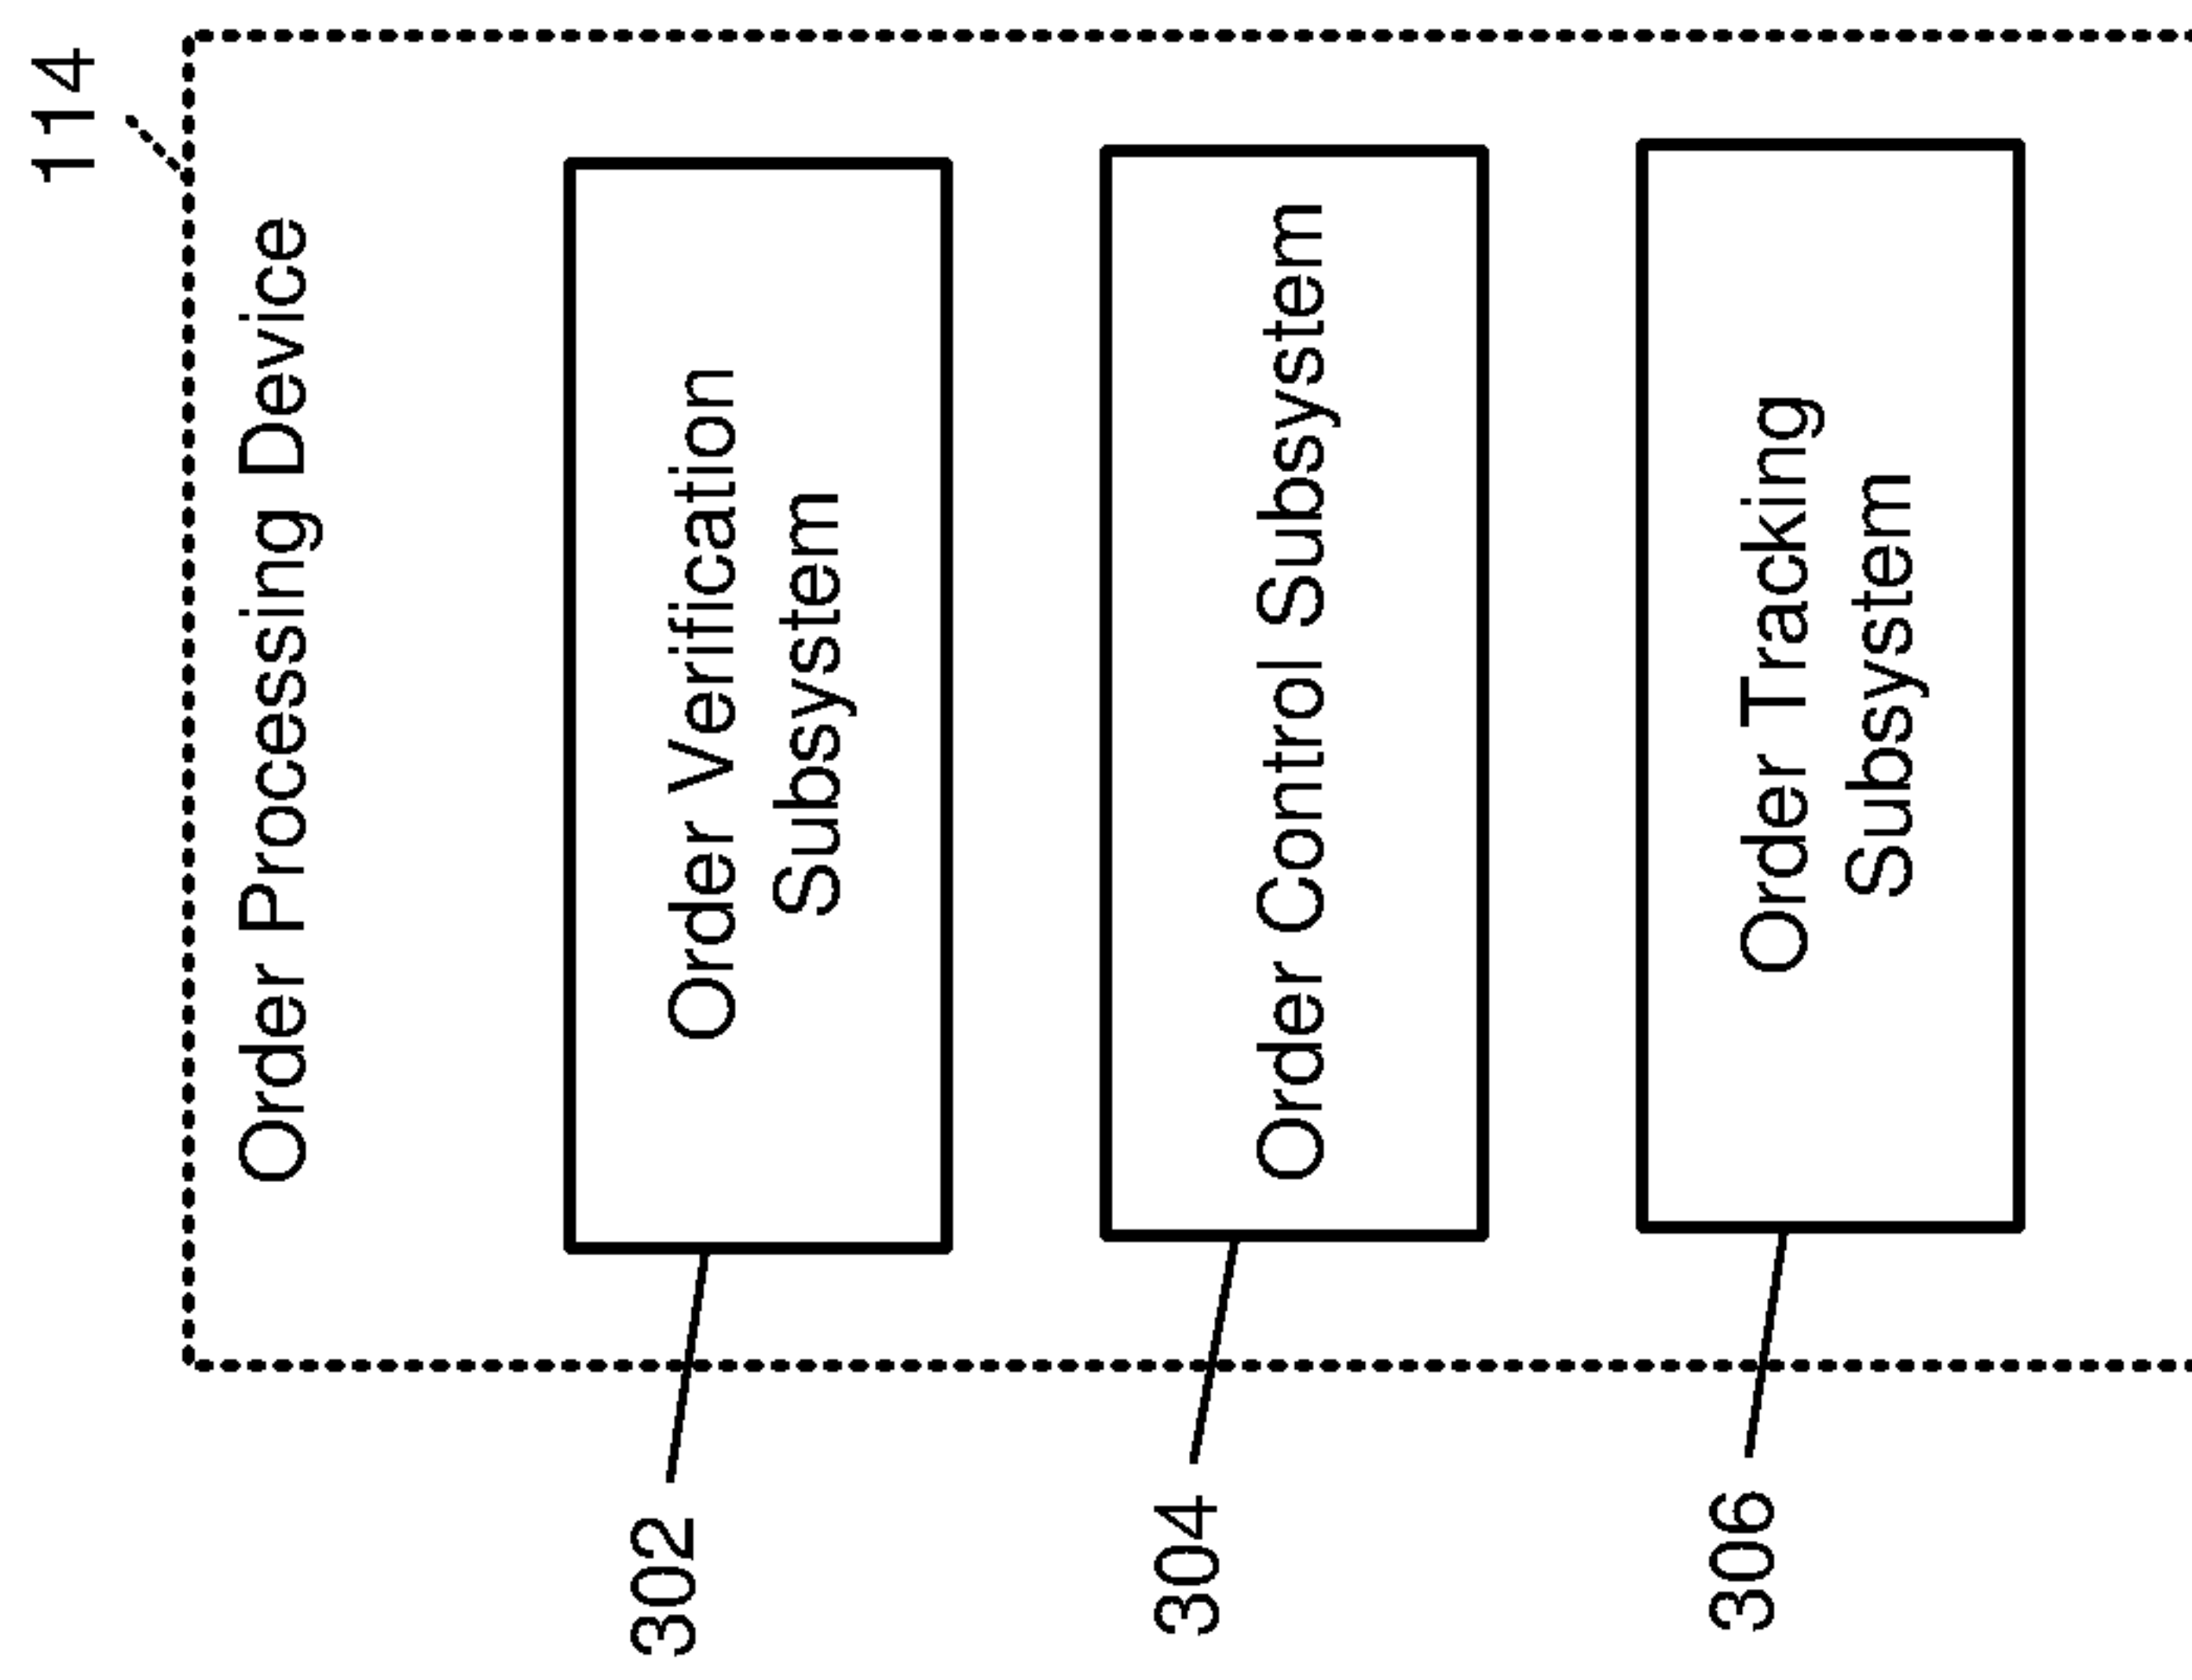 114
Order Processing Device
Order Verification
Subsystem
302
Order Control Subsystem
304
Order Tracking
Subsystem
306